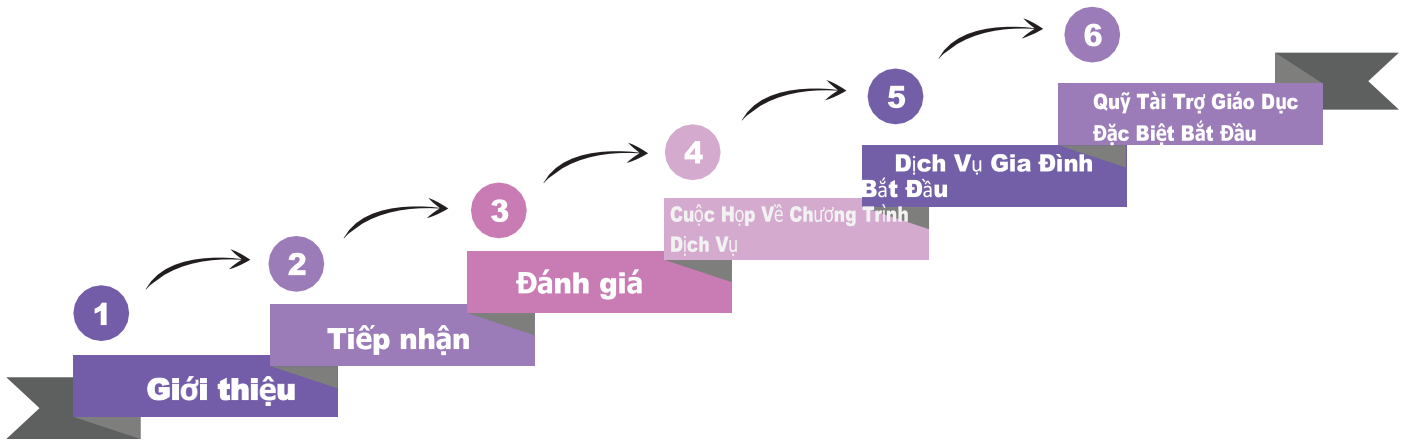 1
Giới thiệu
2
Tiếp nhận
3
Đánh giá
4
Cuộc Họp Về Chương Trình
Dịch Vụ
5
Dịch Vụ Gia Đình
Bắt Đầu
6
Quỹ Tài Trợ Giáo Dục
Đặc Biệt Bắt Đầu